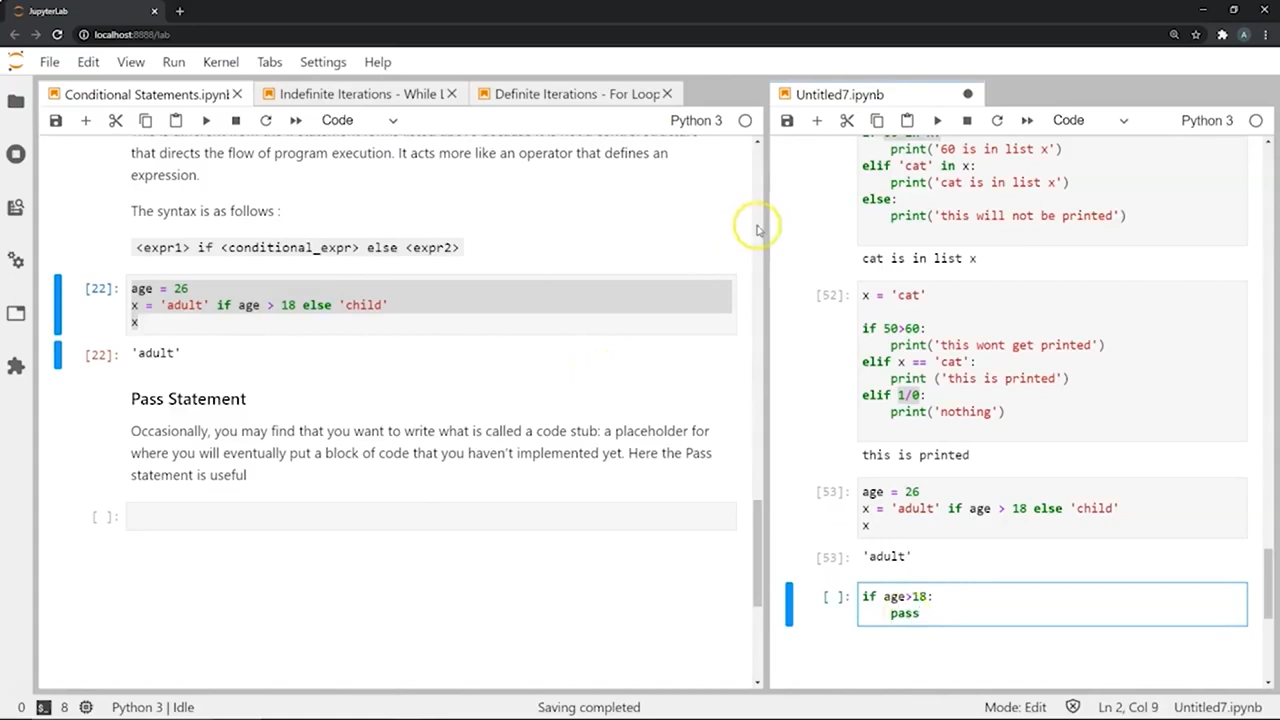 JupyterLab
localhost:8888/lab
A
File Edit View Run Kernel Tabs Settings Help
Conditional Statements.ipynb
Indefinite Iterations - While L
Definite Iterations - For Loop
Untitled7.ipynb
Code
Python 3
Code
Python 3
that directs the flow of program execution. It acts more like an operator that defines an
expression.
The syntax is as follows :
<expr1> if <conditional_expr> else <expr2>
[22]: age = 26
x = 'adult' if age > 18 else 'child'
x
[22]: 'adult'
Pass Statement
Occasionally, you may find that you want to write what is called a code stub: a placeholder for
where you will eventually put a block of code that you haven't implemented yet. Here the Pass
statement is useful
[ ]:
print('60 is in list x')
elif 'cat' in x:
print('cat is in list x')
else:
print('this will not be printed')
cat is in list x
[52]: x = 'cat'
if 50>60:
print('this wont get printed')
elif x == 'cat':
print ('this is printed')
elif 1/0:
print('nothing')
this is printed
[53]: age = 26
x = 'adult' if age > 18 else 'child'
x
[53]: 'adult'
[ ]: if age>18:
pass
0
8
Python 3 | Idle
Saving completed
Mode: Edit
Ln 2, Col 9
Untitled7.ipynb